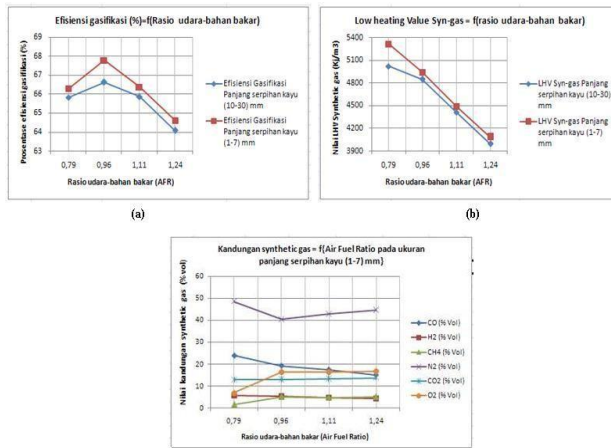 Efisiensi gasifikasi (%)=f(Rasio udara-bahan bakar)
Porcentase efisiensi gasifikasi (%)
69
68
67
66
65
64
63
0,79
0,96
1,11
1,24
Rasio udara-bahan bakar (AFR)
Efisiensi Gasifikasi
Panjang serpihan kayu
(10-30) mm
Efisiensi Gasifikasi
Panjang serpihan kayu
(1-7) mm
(a)
Low heating Value Syn-gas = f(rasio udara-bahan bakar)
Nilai LHV Synthetic gas (Kj/m3)
5400
5100
4800
4500
4200
3900
0,79
0,96
1,11
1,24
Rasio udara-bahan bakar (AFR)
LHV Syn-gas Panjang
serpihan kayu (10-30)
mm
LHV Syn-gas Panjang
serpihan kayu (1-7)
mm
(b)
Kandungan synthetic gas = f{Air Fuel Ratio pada ukuran
panjang serpihan kayu (1-7) mm}
Nilai kandungan synthetic gas (%vol)
60
50
40
30
20
10
0
0,79
0,96
1,11
1,24
Rasio udara-bahan bakar (Air Fuel Ratio)
CO (% Vol)
H2 (% Vol)
CH4 (% Vol)
N2 (% Vol)
CO2 (% Vol)
O2 (% Vol)